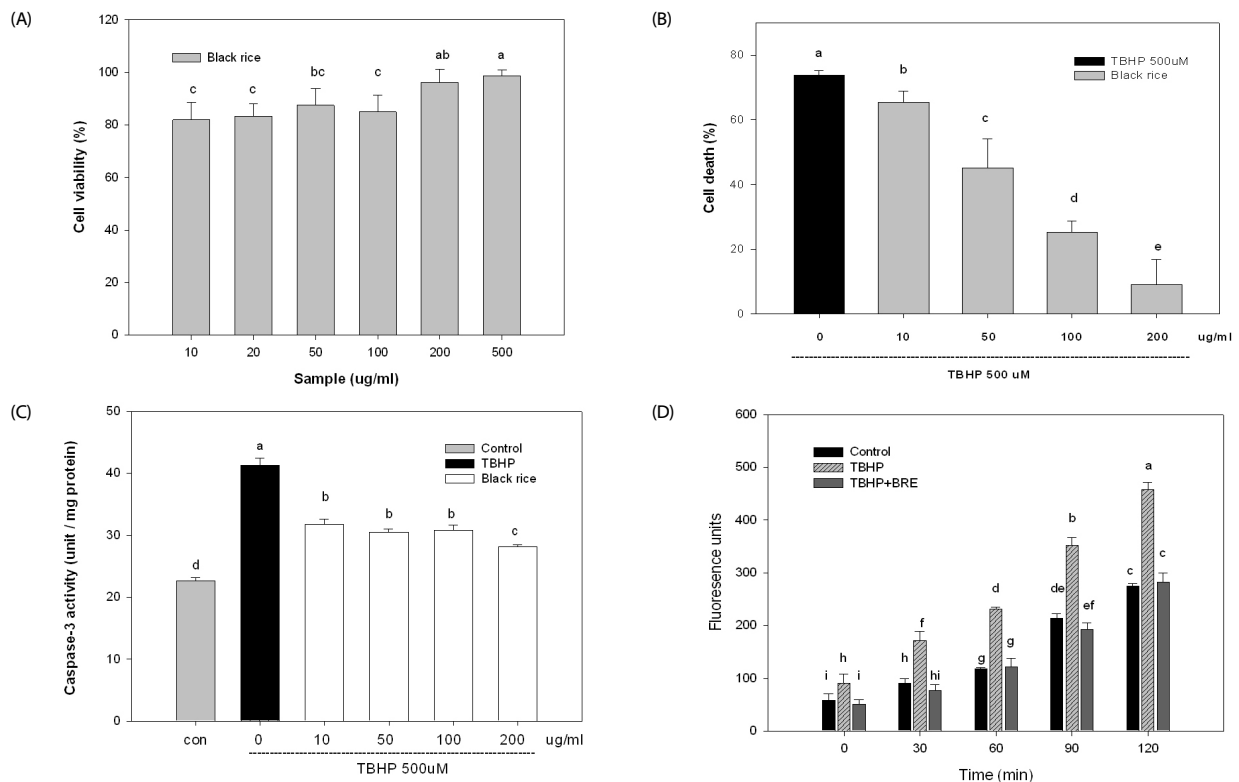 (A)
120
100
80
60
40
20
0
Cell viability (%)
Black rice
c
c
bc
c
ab
a
10 20 50 100 200 500
Sample (ug/ml)
(B)
80
60
40
20
0
Cell death (%)
TBHP 500uM
Black rice
a
b
c
d
e
0 10 50 100 200 ug/ml
TBHP 500 uM
(C)
50
40
30
20
10
0
Caspase-3 activity (unit / mg protein)
Control
TBHP
Black rice
d
a
b
b
b
c
con 0 10 50 100 200 ug/ml
TBHP 500uM
(D)
600
500
400
300
200
100
0
Fluoresence units
Control
TBHP
TBHP+BRE
i h i
h f hi
g d g
de b ef
c a c
0 30 60 90 120
Time (min)